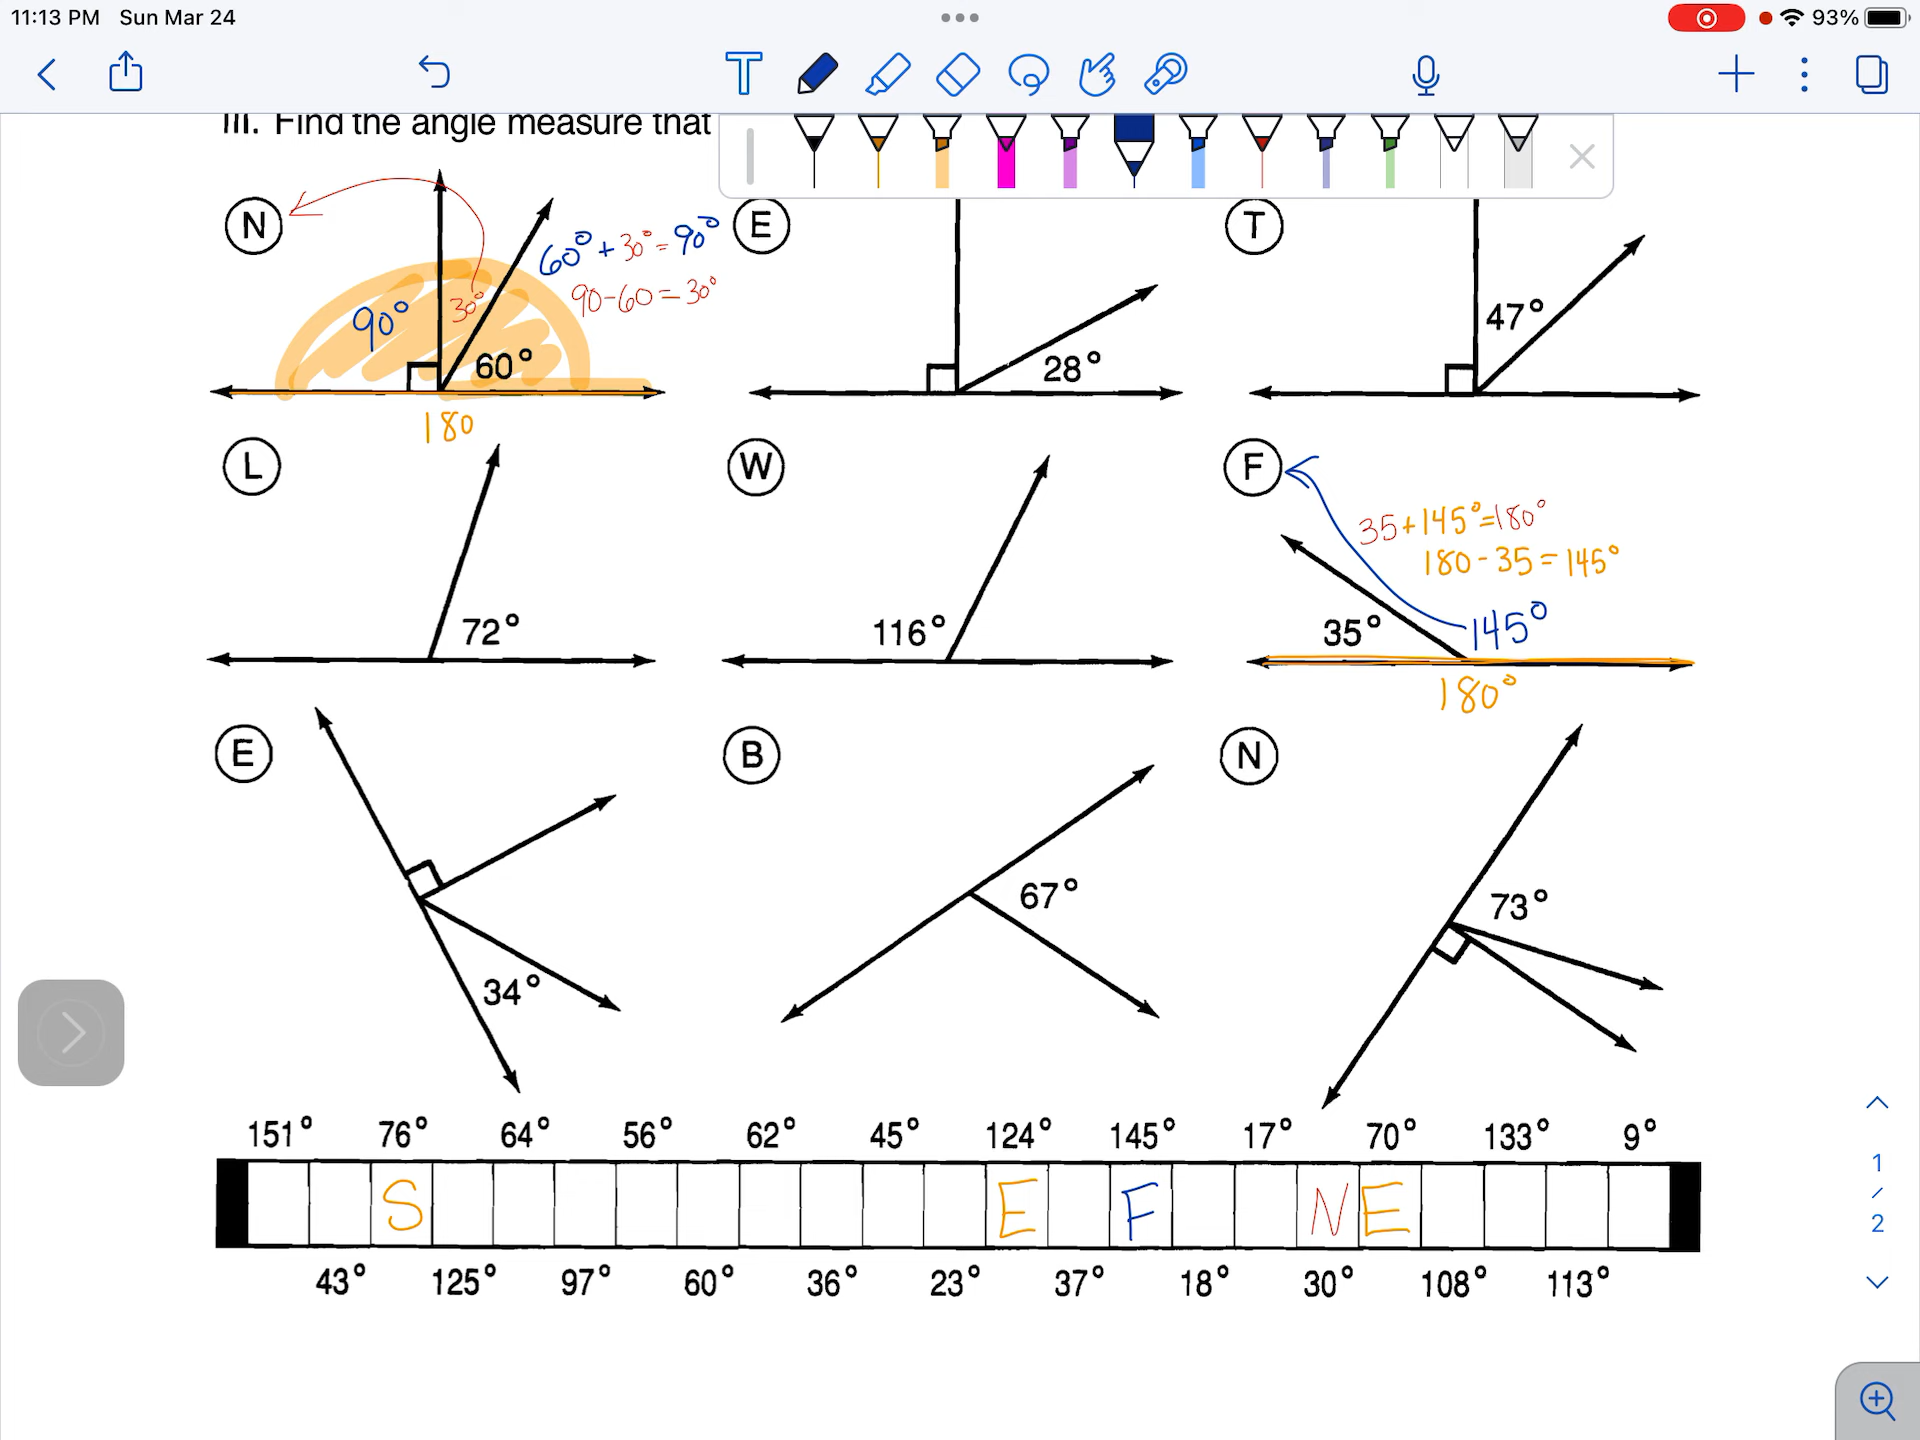 11:13 PM Sun Mar 24
93%
T
III. Find the angle measure that
N
60° + 30° = 90°
90-60 = 30°
90°
30°
60°
180
E
28°
T
47°
L
72°
W
116°
F
35+145°=180°
180-35=145°
35°
145°
180°
E
34°
B
67°
N
73°
151° 76° 64° 56° 62° 45° 124° 145° 17° 70° 133° 9°
S E F N E
43° 125° 97° 60° 36° 23° 37° 18° 30° 108° 113°
1
/
2